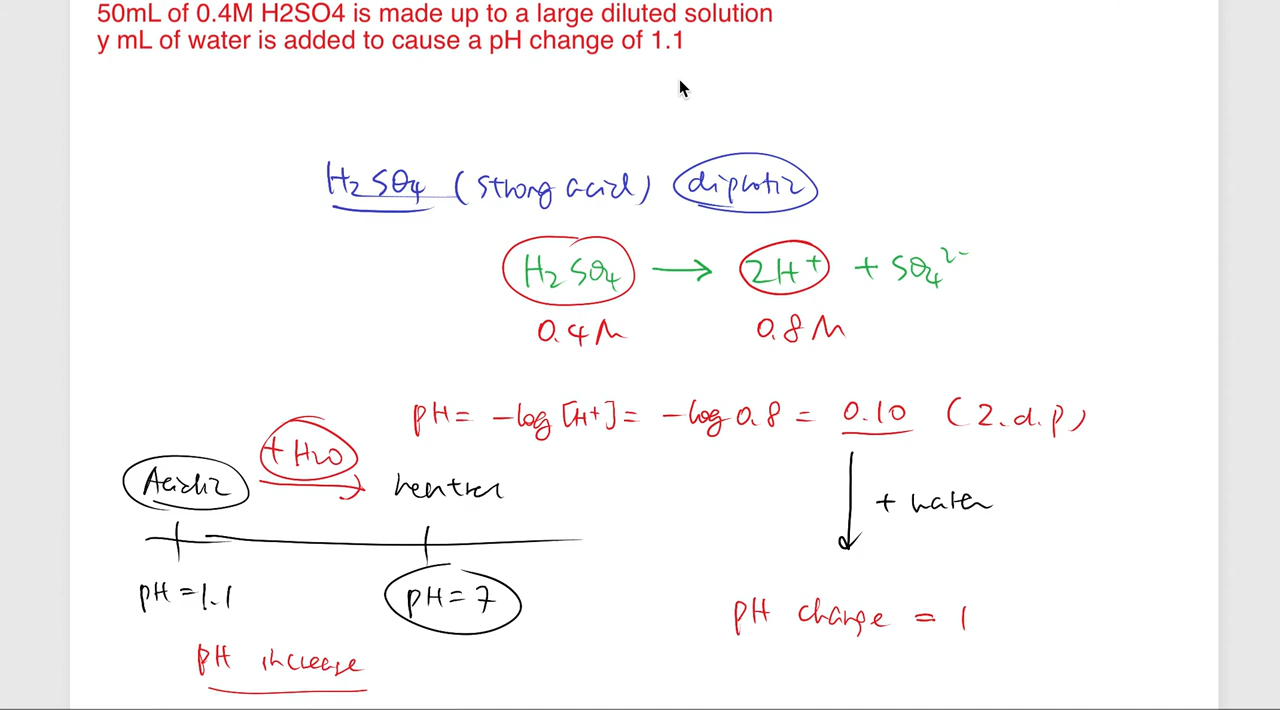 50mL of 0.4M H2SO4 is made up to a large diluted solution
y mL of water is added to cause a pH change of 1.1
H2SO4 (strong acid) diprotic
H2SO4 → 2H+ + SO4 2-
0.4M 0.8M
pH = -log [H+] = -log 0.8 = 0.10 (2.d.p)
+ H2O
Acidic neutral
+ water
pH = 1.1 pH = 7
pH change = 1
pH increase